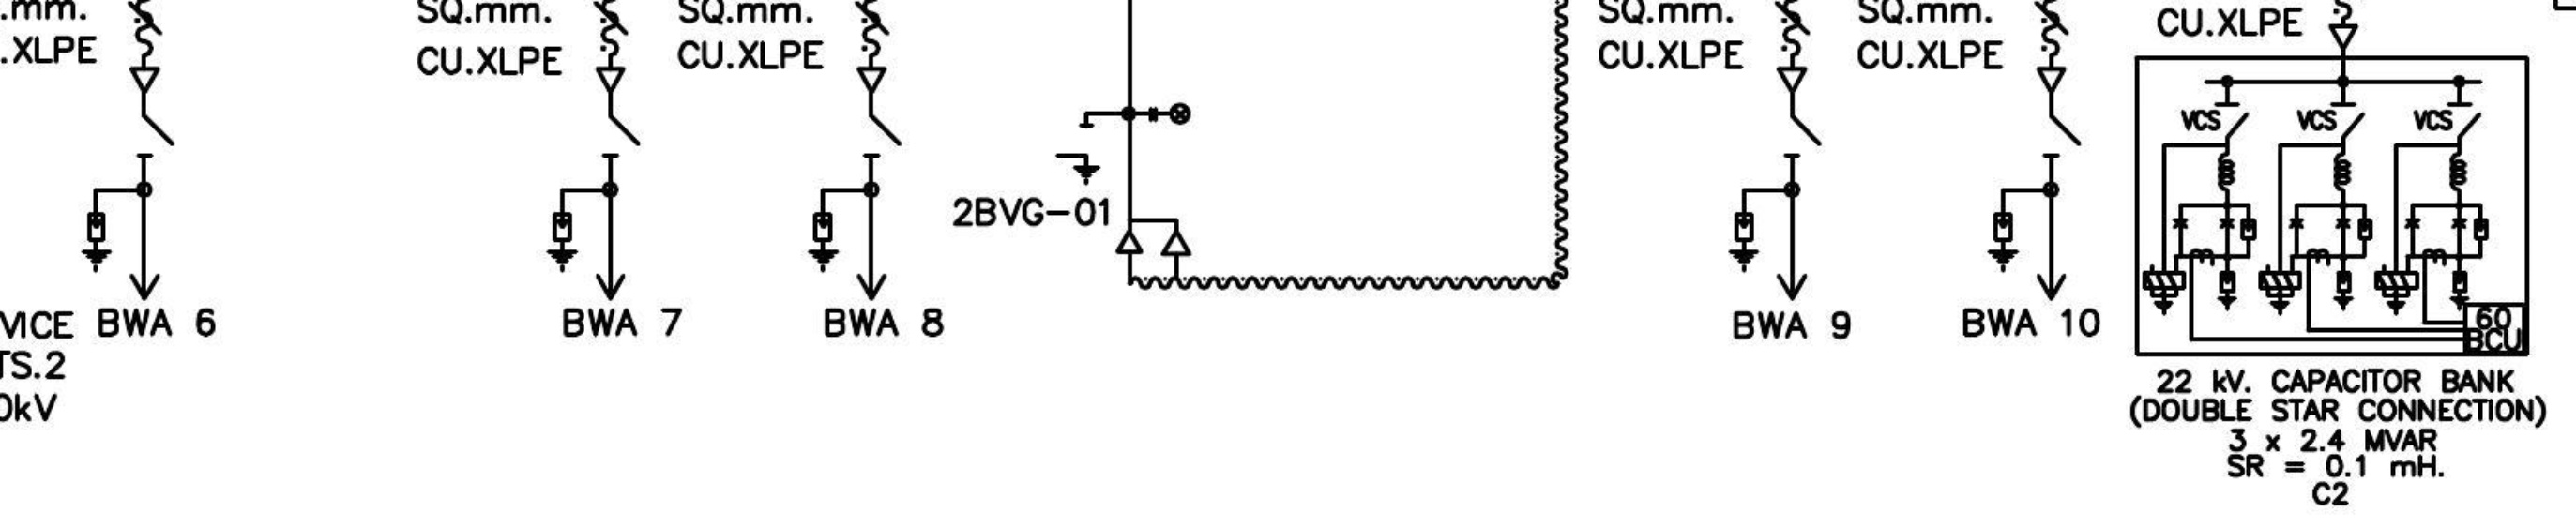 .mm.
.XLPE
SQ.mm.
CU.XLPE
SQ.mm.
CU.XLPE
SQ.mm.
CU.XLPE
SQ.mm.
CU.XLPE
CU.XLPE
VCS
VCS
VCS
2BVG-01
VICE
TS.2
0kV
BWA 6
BWA 7
BWA 8
BWA 9
BWA 10
60
BCU
22 kV. CAPACITOR BANK
(DOUBLE STAR CONNECTION)
3 x 2.4 MVAR
SR = 0.1 mH.
C2